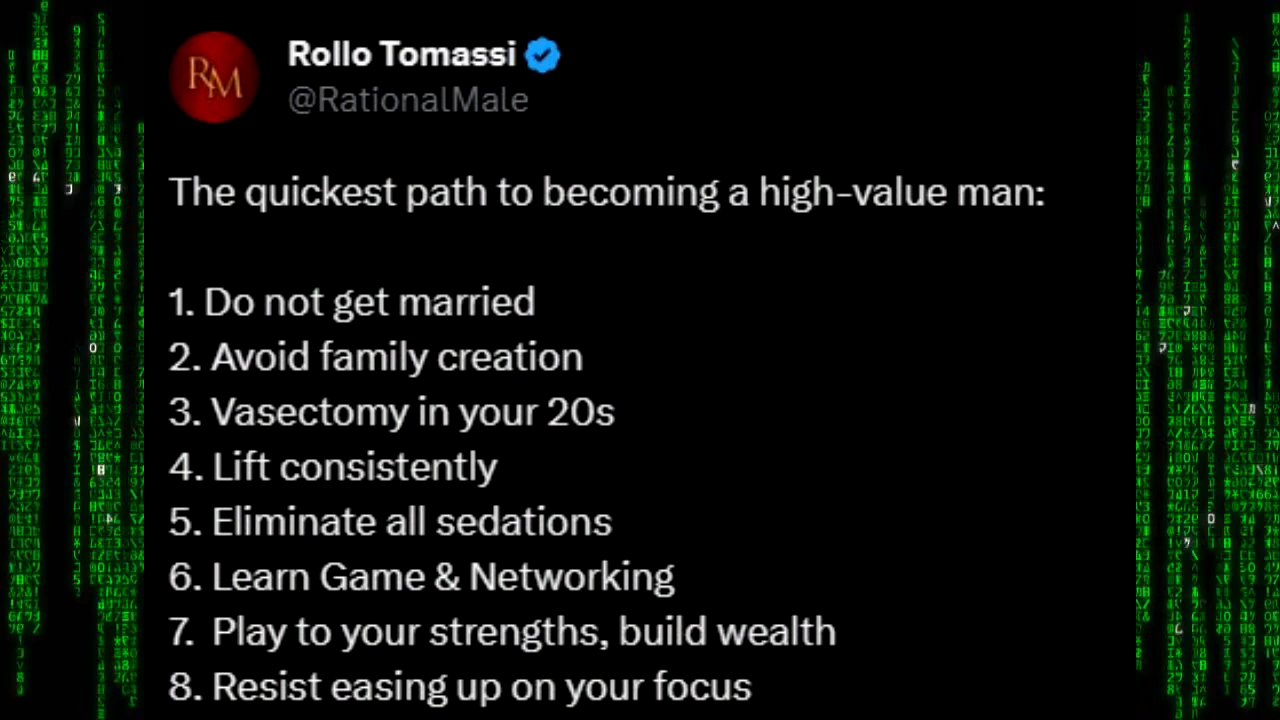 RM
Rollo Tomassi
@RationalMale
The quickest path to becoming a high-value man:
1. Do not get married
2. Avoid family creation
3. Vasectomy in your 20s
4. Lift consistently
5. Eliminate all sedations
6. Learn Game & Networking
7. Play to your strengths, build wealth
8. Resist easing up on your focus